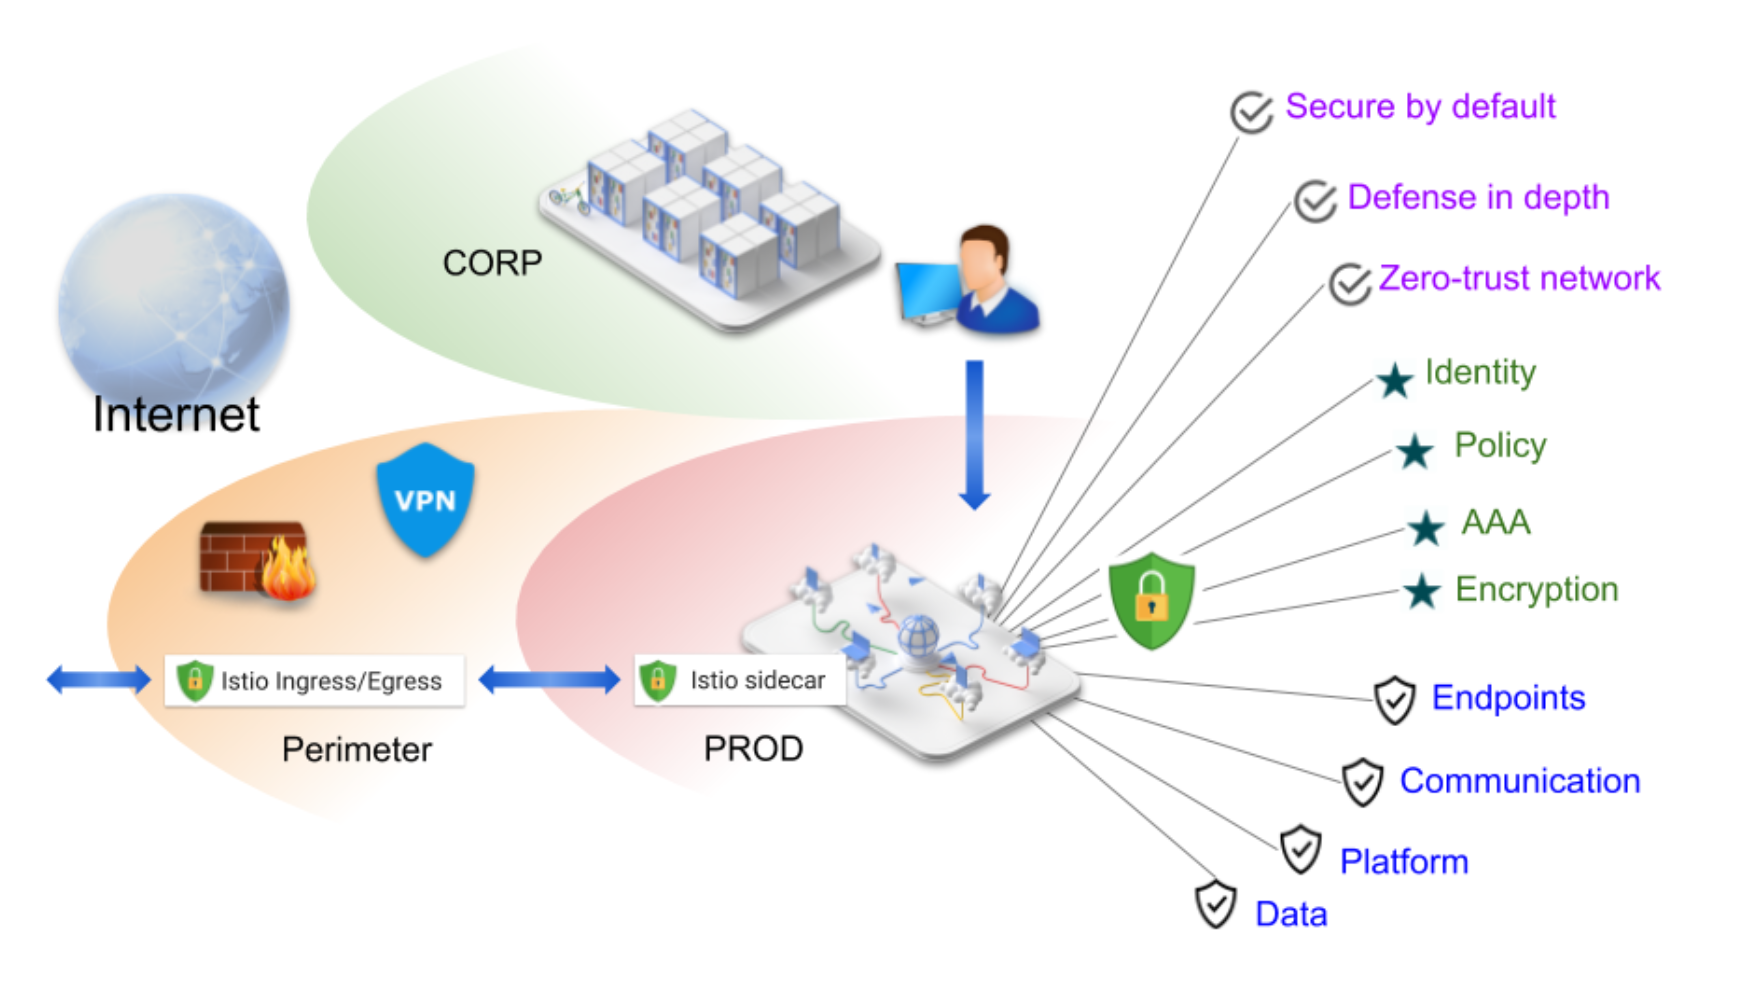 Secure by default
Defense in depth
Zero-trust network
CORP
Internet
Identity
Policy
VPN
AAA
Encryption
Istio Ingress/Egress
Istio sidecar
Endpoints
Perimeter
PROD
Communication
Platform
Data